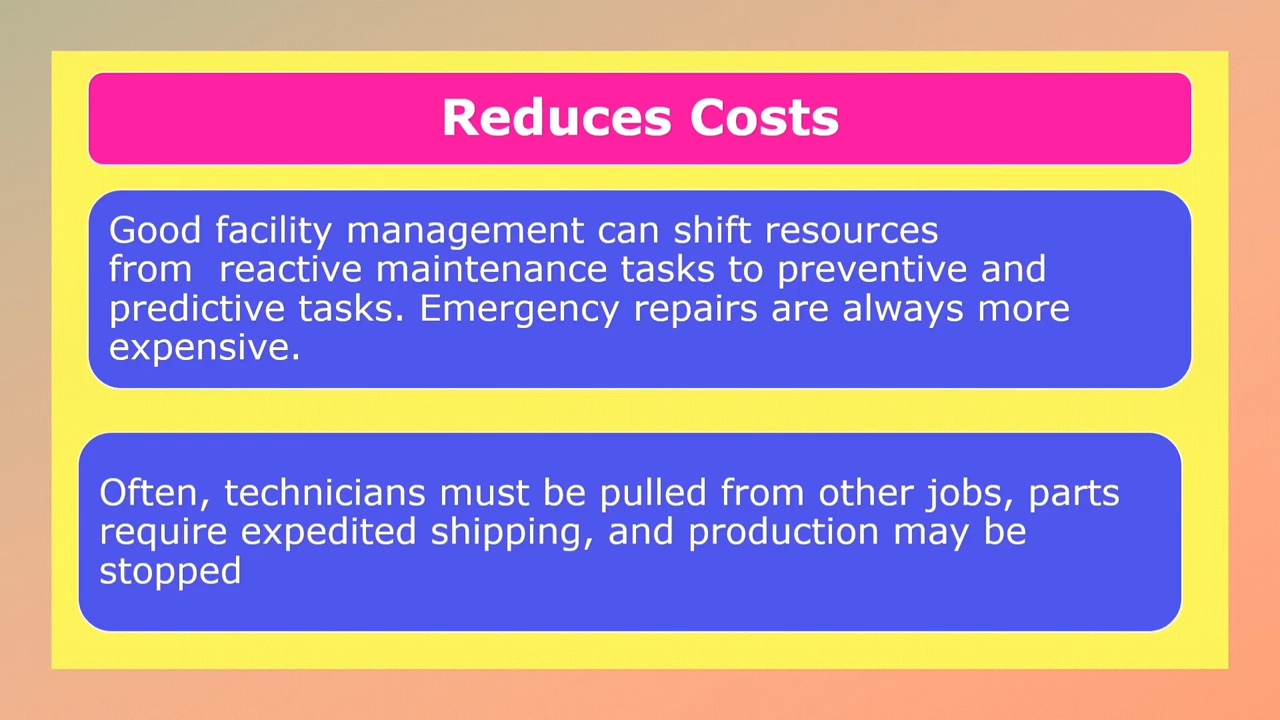 Reduces Costs
Good facility management can shift resources
from  reactive maintenance tasks to preventive and
predictive tasks. Emergency repairs are always more
expensive.
Often, technicians must be pulled from other jobs, parts
require expedited shipping, and production may be
stopped